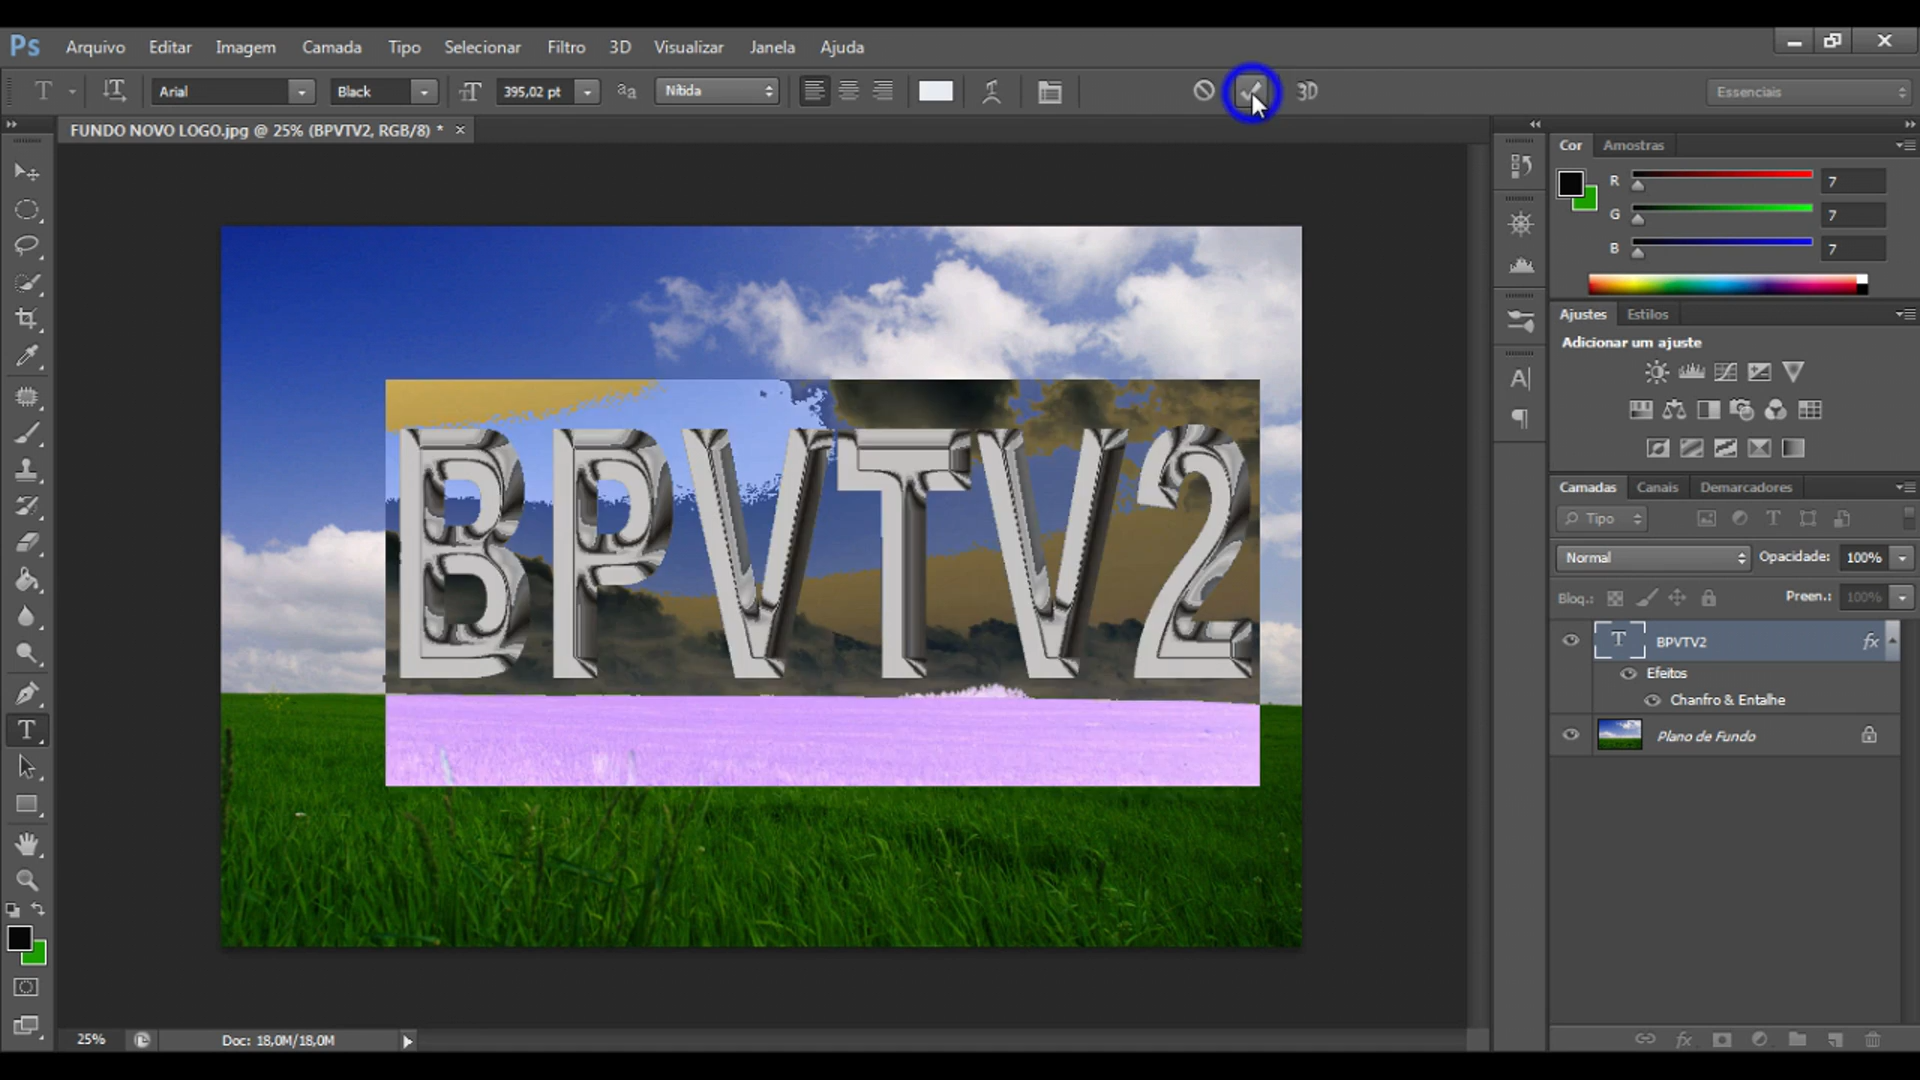 Ps Arquivo Editar Imagem Camada Tipo Selecionar Filtro 3D Visualizar Janela Ajuda
T T Arial Black T 395,02 pt aa Nítida 3D Essenciais
FUNDO NOVO LOGO.jpg @ 25% (BPVTV2, RGB/8) * ×
Cor Amostras
R 7
G 7
B 7
Ajustes Estilos
Adicionar um ajuste
BPVTV2
Camadas Canais Demarcadores
Tipo T
Normal Opacidade: 100%
Bloq.: Preen.: 100%
T BPVTV2 fx
Efeitos
Chanfro & Entalhe
Plano de Fundo
25% Doc: 18,0M/18,0M
fx